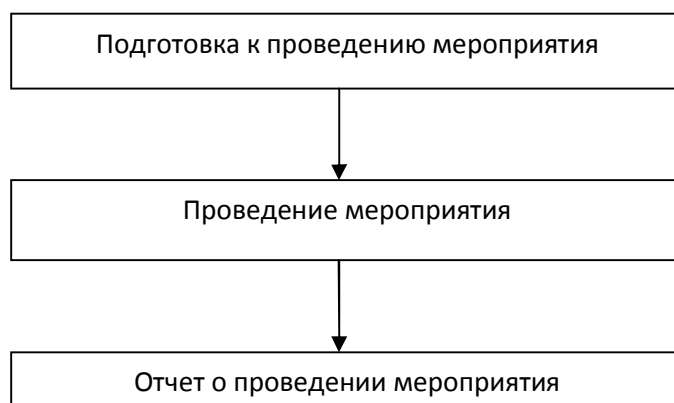 Подготовка к проведению мероприятия
Проведение мероприятия
Отчет о проведении мероприятия